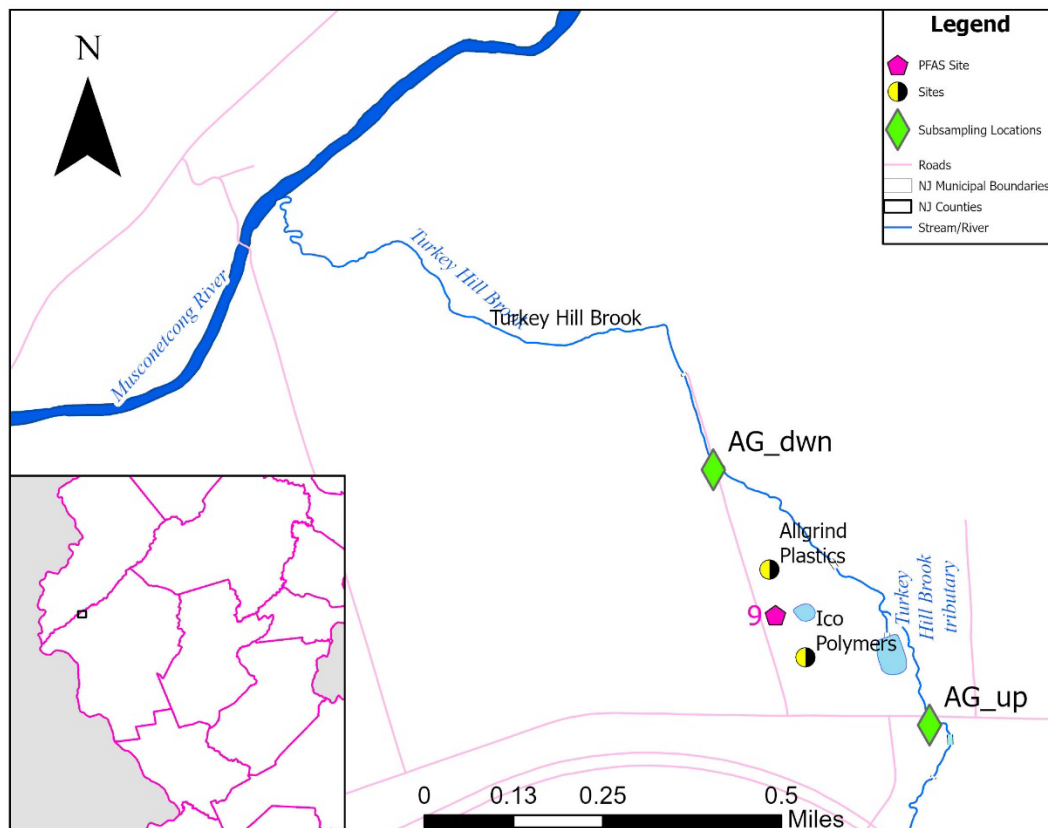 N
Legend
PFAS Site
Sites
Subsampling Locations
Roads
NJ Municipal Boundaries
NJ Counties
Stream/River
Musconetcong River
Turkey Hill Brook
Turkey Hill Brook
AG_dwn
Allgrind
Plastics
9
Ico
Polymers
Turkey
Hill Brook
tributary
AG_up
0
0.13
0.25
0.5
Miles